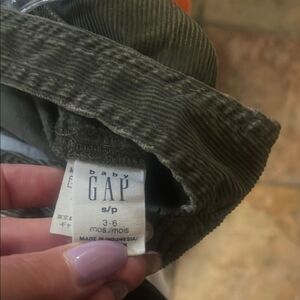 baby
GAP
s/p
3-6
mos./mois
MADE IN INDONESIA/